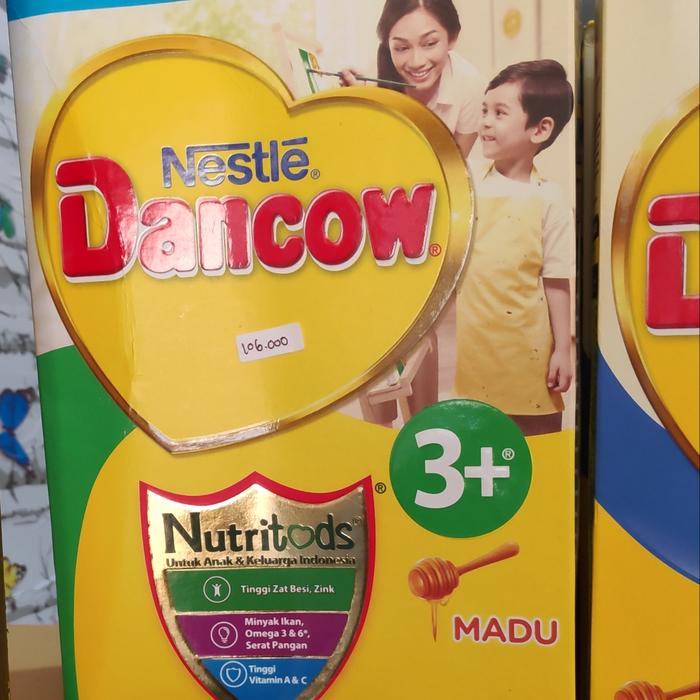 Nestlé®
Dancow®
106.000
3+®
Nutritods®
Untuk Anak & Keluarga Indonesia
Tinggi Zat Besi, Zink
Minyak Ikan,
Omega 3 & 6*,
Serat Pangan
Tinggi
Vitamin A & C
MADU